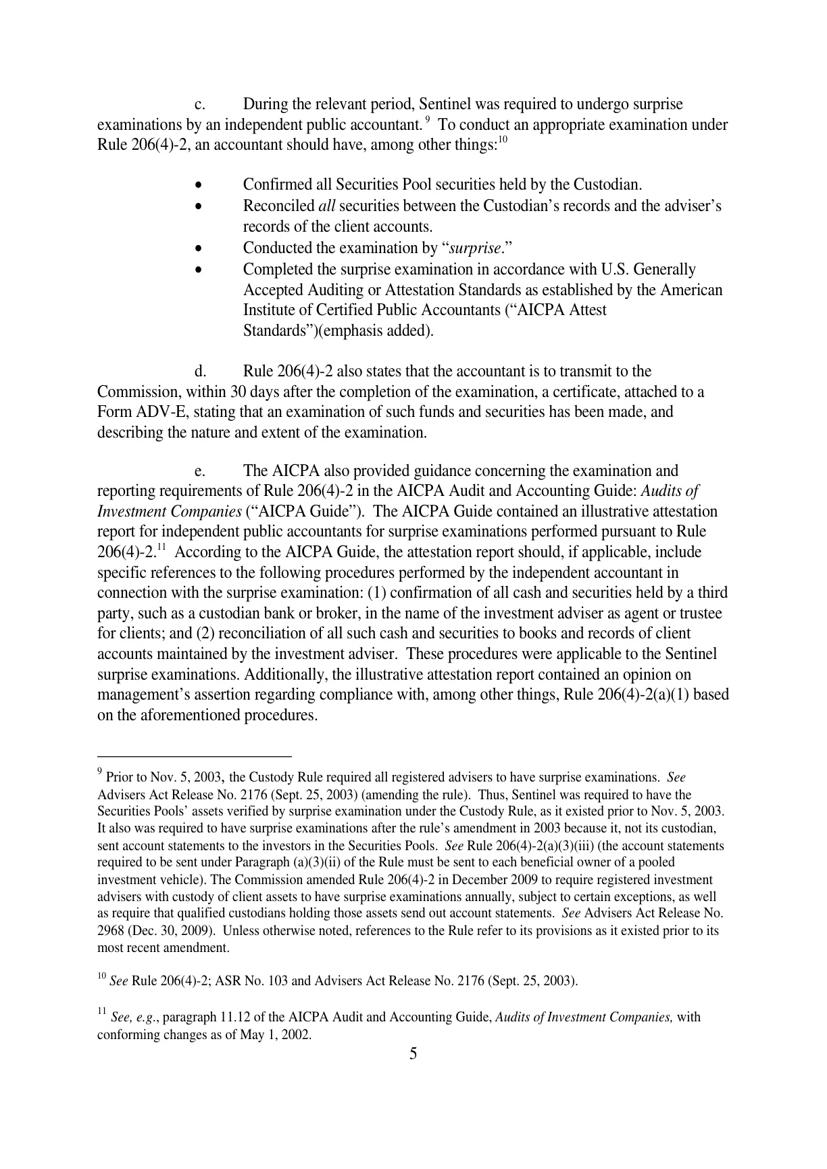 c. During the relevant period, Sentinel was required to undergo surprise
examinations by an independent public accountant. 9 To conduct an appropriate examination under
Rule 206(4)-2, an accountant should have, among other things:10
• Confirmed all Securities Pool securities held by the Custodian.
• Reconciled all securities between the Custodian’s records and the adviser’s
records of the client accounts.
• Conducted the examination by “surprise.”
• Completed the surprise examination in accordance with U.S. Generally
Accepted Auditing or Attestation Standards as established by the American
Institute of Certified Public Accountants (“AICPA Attest
Standards”)(emphasis added).
d. Rule 206(4)-2 also states that the accountant is to transmit to the
Commission, within 30 days after the completion of the examination, a certificate, attached to a
Form ADV-E, stating that an examination of such funds and securities has been made, and
describing the nature and extent of the examination.
e. The AICPA also provided guidance concerning the examination and
reporting requirements of Rule 206(4)-2 in the AICPA Audit and Accounting Guide: Audits of
Investment Companies (“AICPA Guide”). The AICPA Guide contained an illustrative attestation
report for independent public accountants for surprise examinations performed pursuant to Rule
206(4)-2.11 According to the AICPA Guide, the attestation report should, if applicable, include
specific references to the following procedures performed by the independent accountant in
connection with the surprise examination: (1) confirmation of all cash and securities held by a third
party, such as a custodian bank or broker, in the name of the investment adviser as agent or trustee
for clients; and (2) reconciliation of all such cash and securities to books and records of client
accounts maintained by the investment adviser. These procedures were applicable to the Sentinel
surprise examinations. Additionally, the illustrative attestation report contained an opinion on
management’s assertion regarding compliance with, among other things, Rule 206(4)-2(a)(1) based
on the aforementioned procedures.
9 Prior to Nov. 5, 2003, the Custody Rule required all registered advisers to have surprise examinations. See
Advisers Act Release No. 2176 (Sept. 25, 2003) (amending the rule). Thus, Sentinel was required to have the
Securities Pools’ assets verified by surprise examination under the Custody Rule, as it existed prior to Nov. 5, 2003.
It also was required to have surprise examinations after the rule’s amendment in 2003 because it, not its custodian,
sent account statements to the investors in the Securities Pools. See Rule 206(4)-2(a)(3)(iii) (the account statements
required to be sent under Paragraph (a)(3)(ii) of the Rule must be sent to each beneficial owner of a pooled
investment vehicle). The Commission amended Rule 206(4)-2 in December 2009 to require registered investment
advisers with custody of client assets to have surprise examinations annually, subject to certain exceptions, as well
as require that qualified custodians holding those assets send out account statements. See Advisers Act Release No.
2968 (Dec. 30, 2009). Unless otherwise noted, references to the Rule refer to its provisions as it existed prior to its
most recent amendment.
10 See Rule 206(4)-2; ASR No. 103 and Advisers Act Release No. 2176 (Sept. 25, 2003).
11 See, e.g., paragraph 11.12 of the AICPA Audit and Accounting Guide, Audits of Investment Companies, with
conforming changes as of May 1, 2002.
5